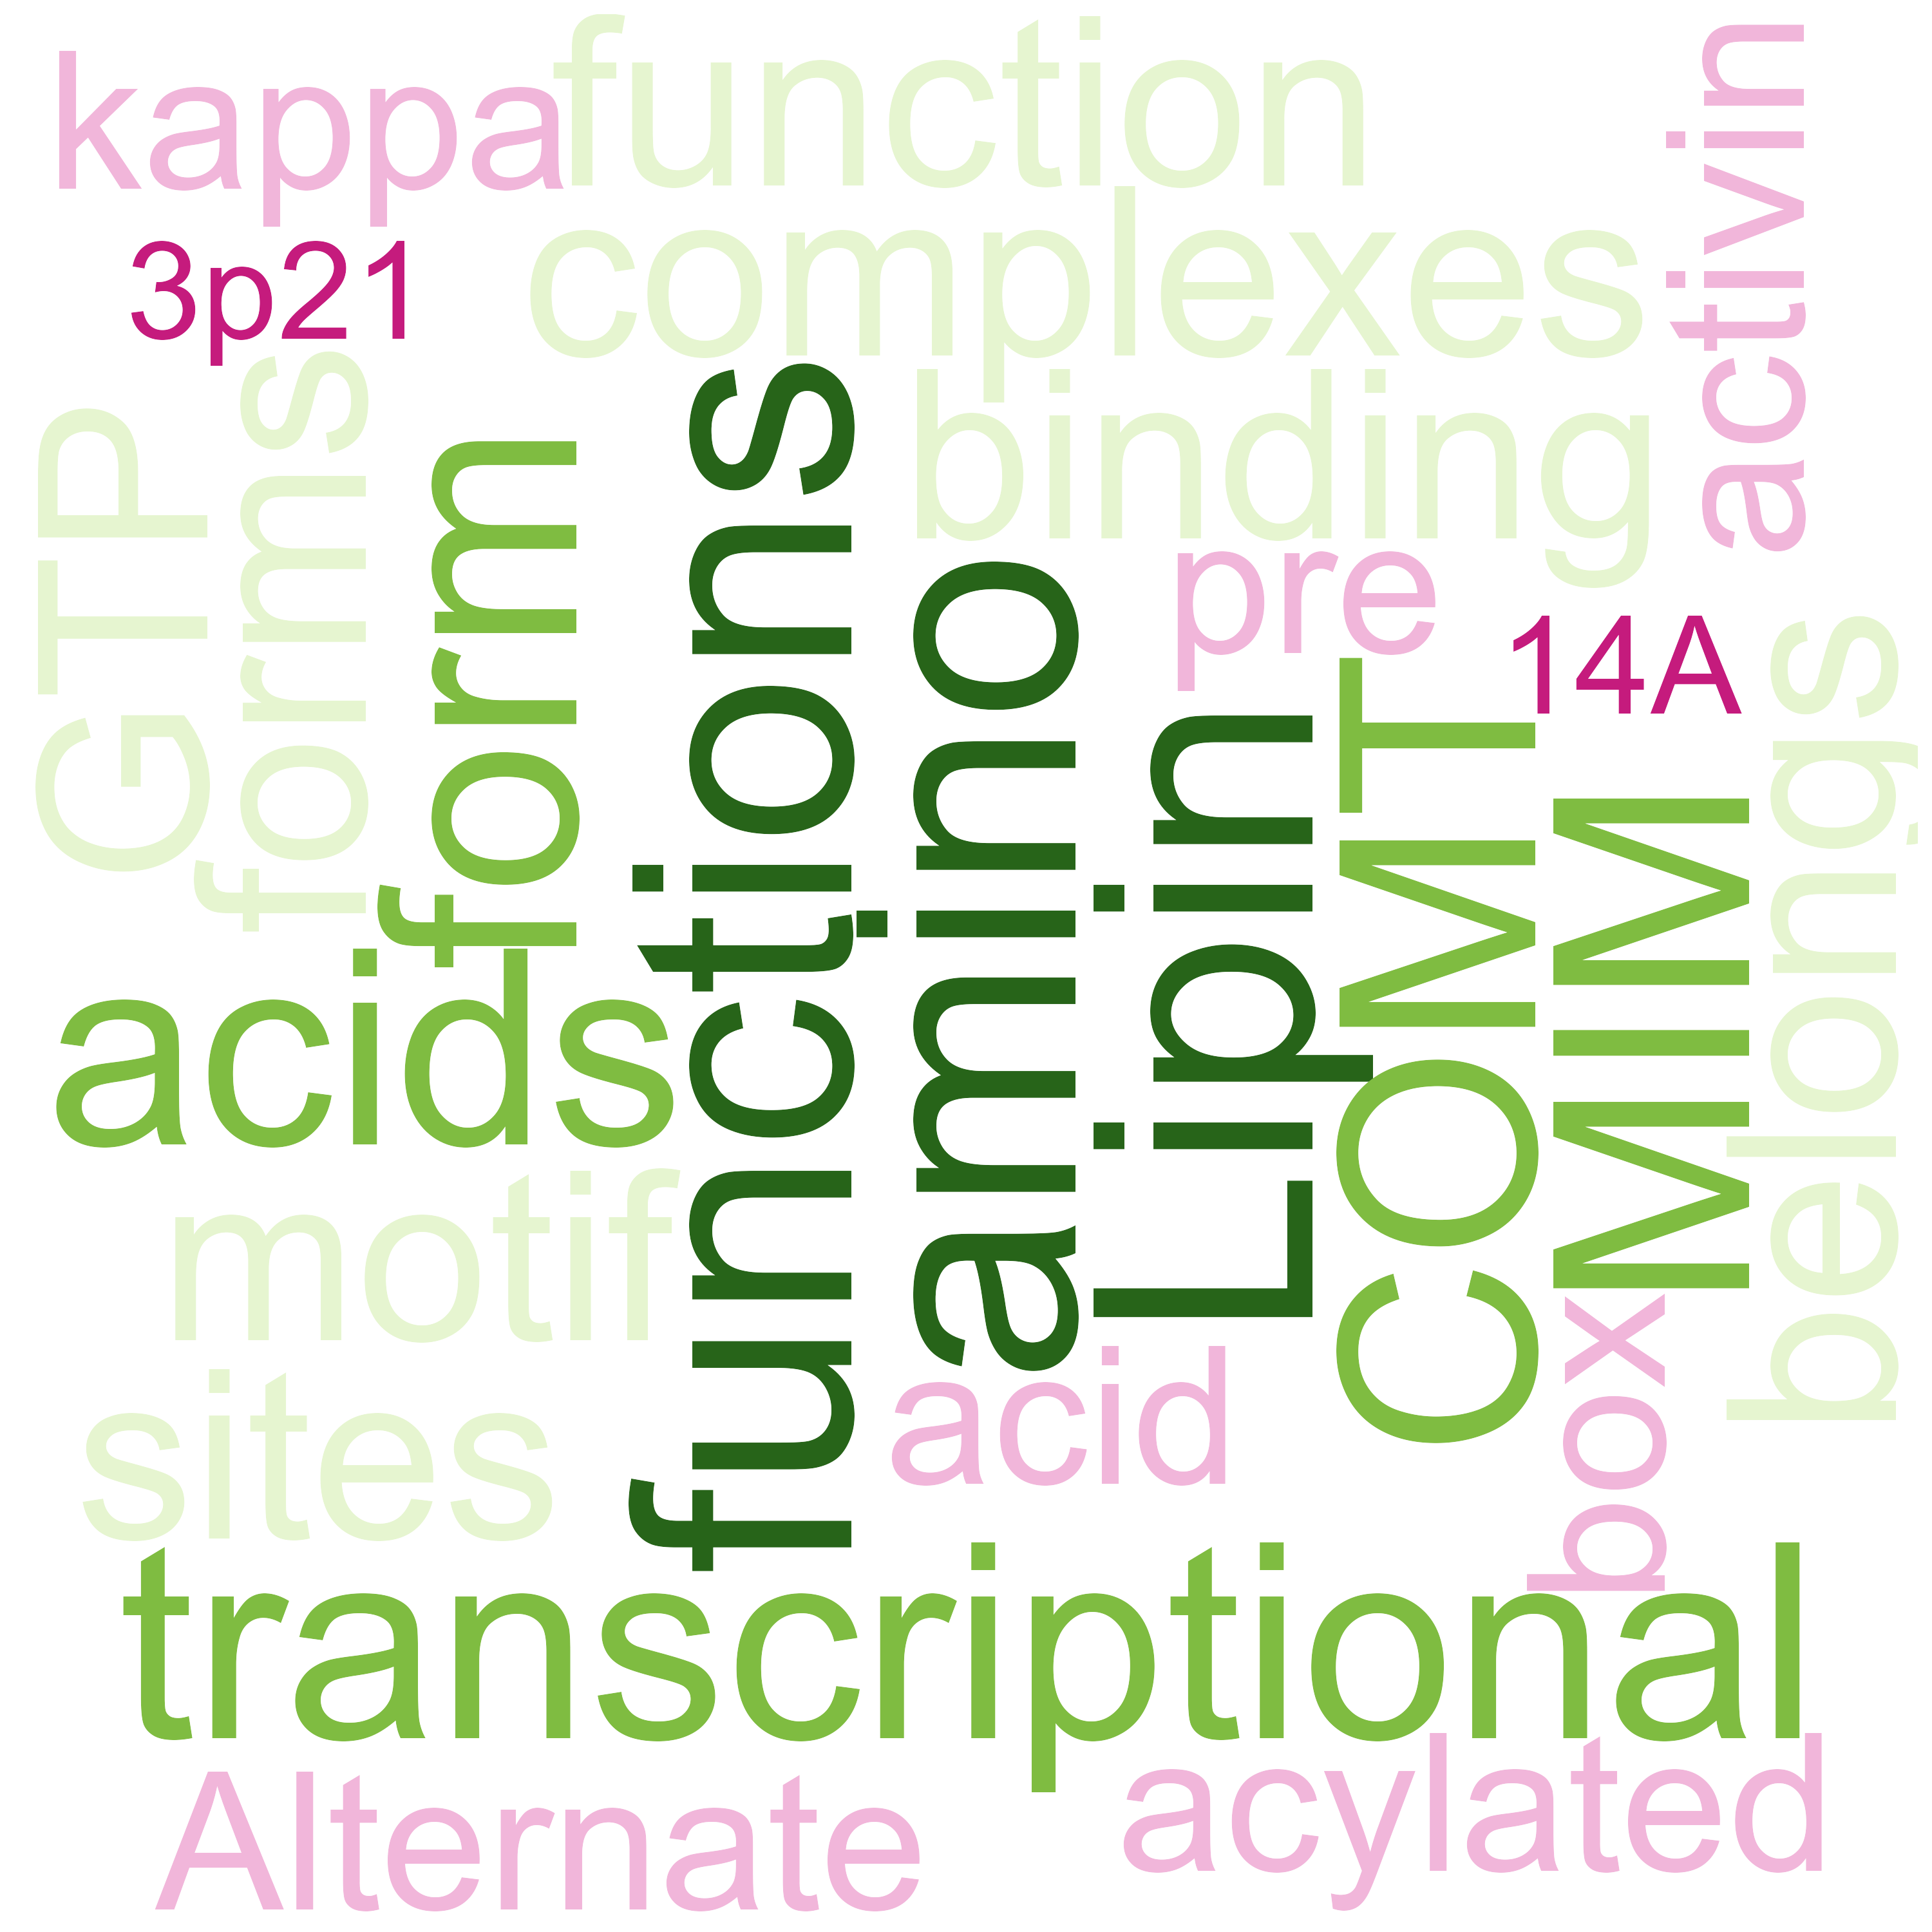 kappa
function
activin
3p21
complexes
GTP
forms
form
functions
binding
amino
pre
14A
Lipin
COMT
MIM
belongs
acids
motif
sites
acid
box
transcriptional
Alternate
acylated